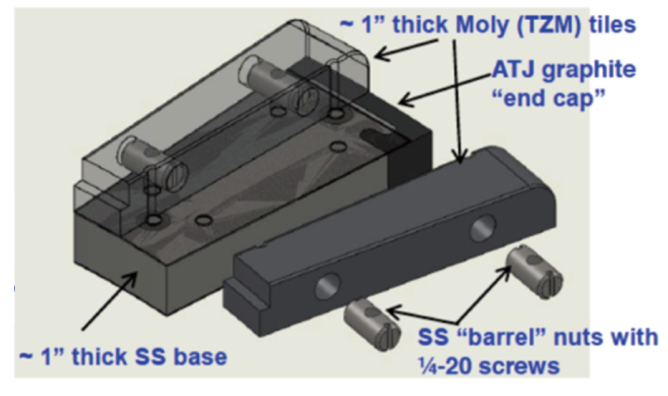 ~ 1” thick Moly (TZM) tiles
ATJ graphite
“end cap”
~ 1” thick SS base
SS “barrel” nuts with
¼-20 screws